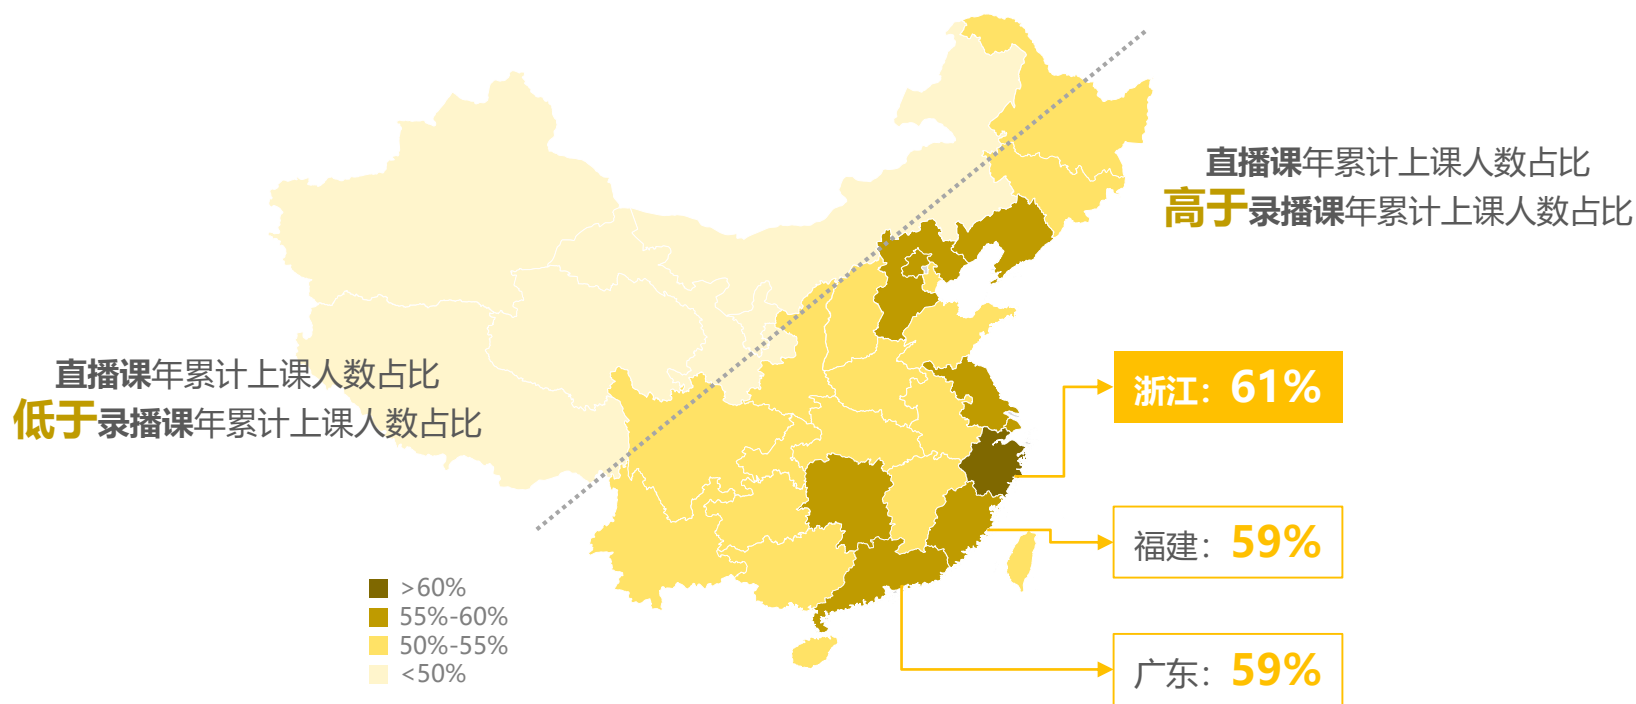 直播课年累计上课人数占比
高于录播课年累计上课人数占比
直播课年累计上课人数占比
低于录播课年累计上课人数占比
浙江：61%
福建：59%
广东：59%
>60%
55%-60%
50%-55%
<50%